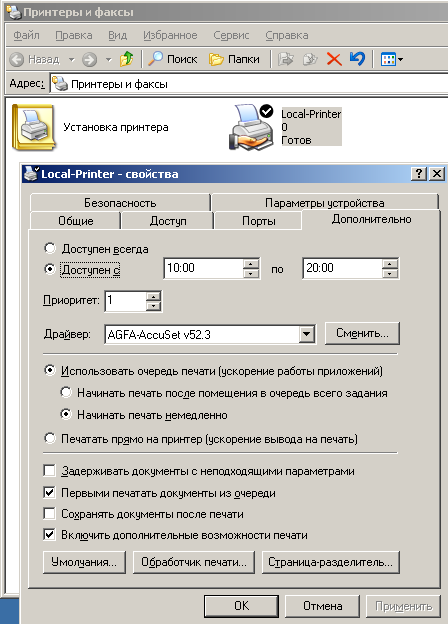 Принтеры и факсы
Файл Правка Вид Избранное Сервис Справка
Назад Поиск Папки
Адрес: Принтеры и факсы
Установка принтера
Local-Printer
0
Готов
Local-Printer - свойства
Безопасность Параметры устройства
Общие Доступ Порты Дополнительно
Доступен всегда
Доступен с 10:00 по 20:00
Приоритет: 1
Драйвер: AGFA-AccuSet v52.3 Сменить...
Использовать очередь печати (ускорение работы приложений)
Начинать печать после помещения в очередь всего задания
Начинать печать немедленно
Печатать прямо на принтер (ускорение вывода на печать)
Задерживать документы с неподходящими параметрами
Первыми печатать документы из очереди
Сохранять документы после печати
Включить дополнительные возможности печати
Умолчания... Обработчик печати... Страница-разделитель...
OK Отмена Применить